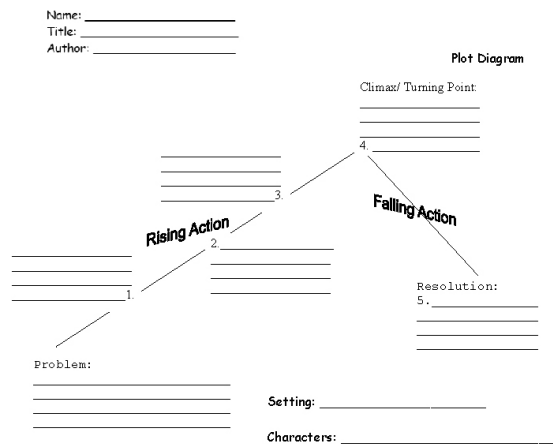 Name:
Title:
Author:
Plot Diagram
Climax/ Turning Point:
4.
3.
Rising Action
Falling Action
2.
1.
Resolution:
5.
Problem:
Setting:
Characters: